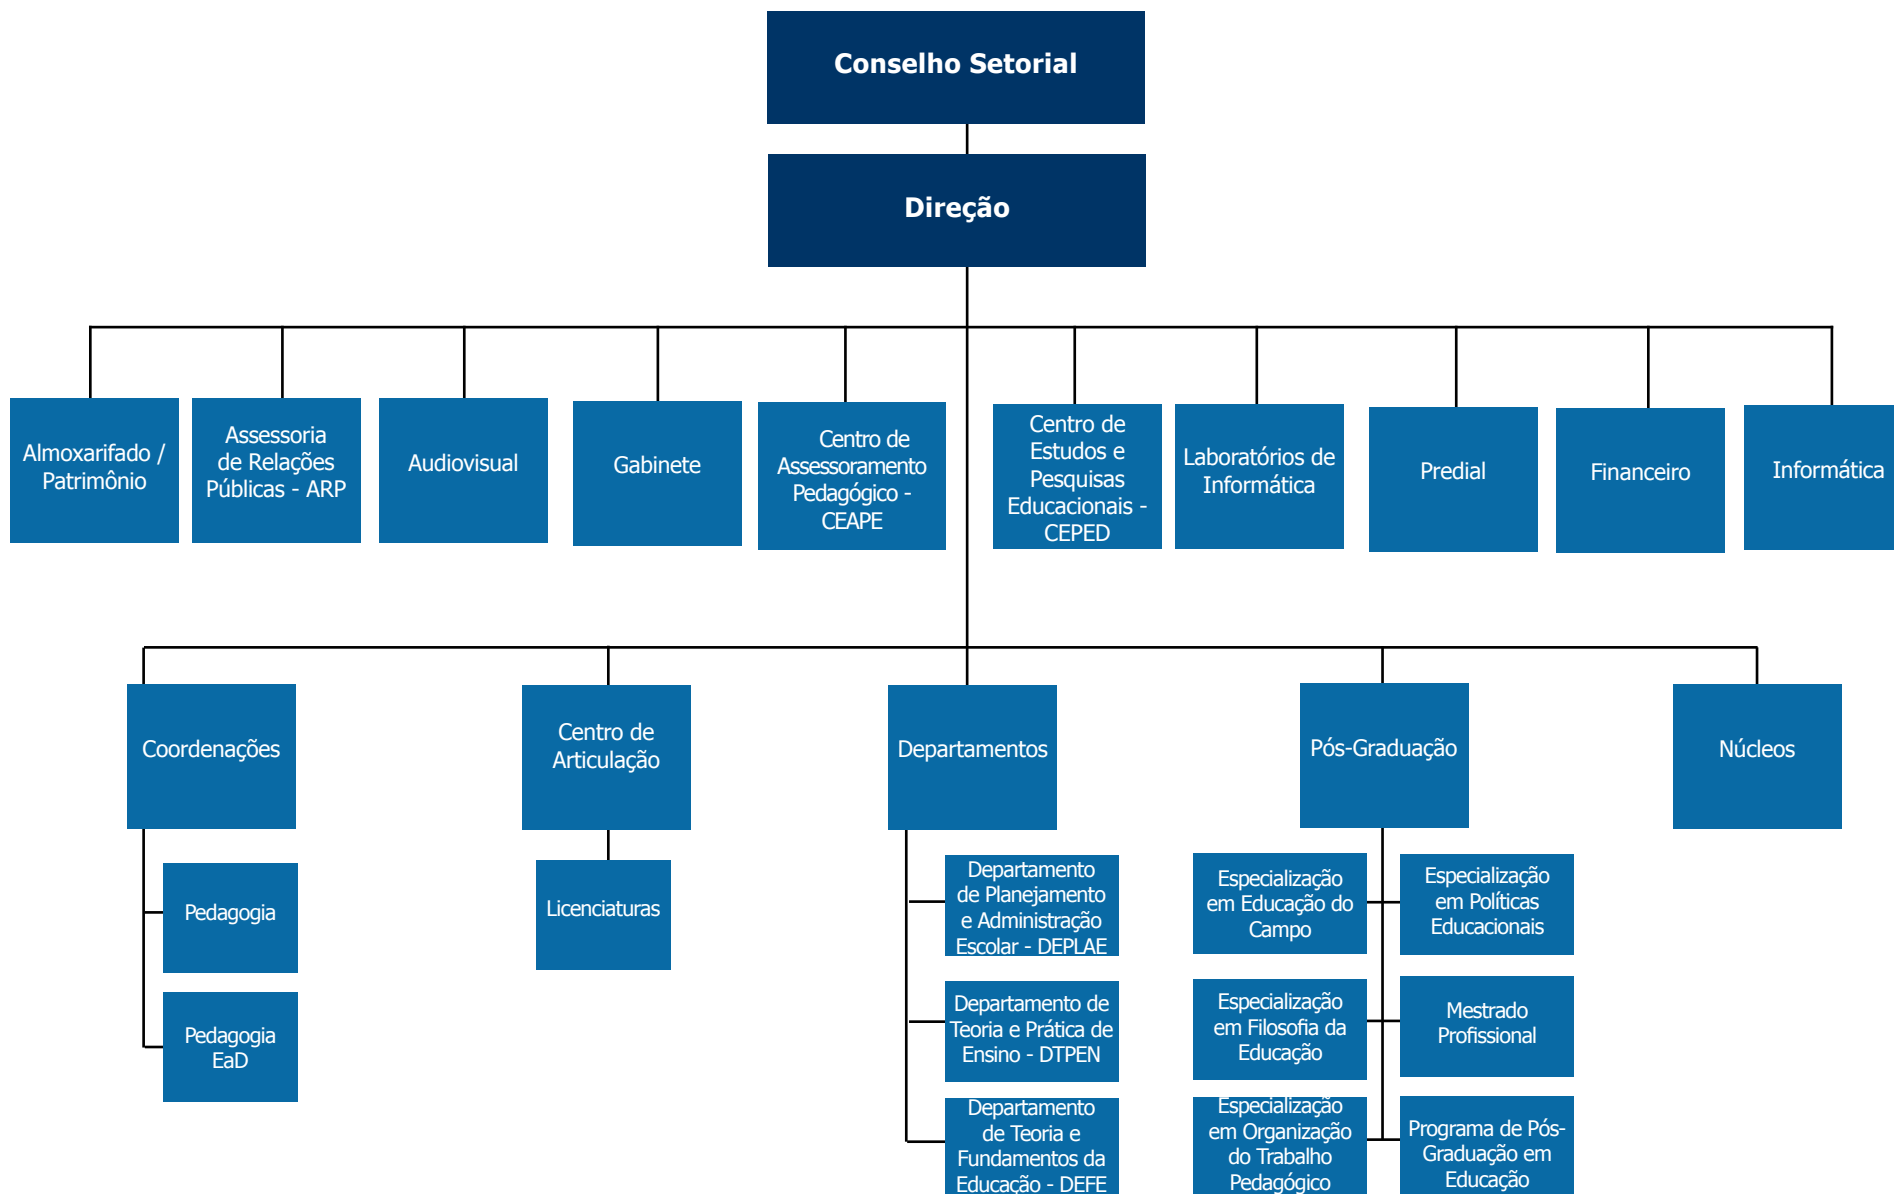 Conselho Setorial
Direção
Almoxarifado /
Patrimônio
Assessoria
de Relações
Públicas - ARP
Audiovisual
Gabinete
Centro de
Assessoramento
Pedagógico -
CEAPE
Centro de
Estudos e
Pesquisas
Educacionais -
CEPED
Laboratórios de
Informática
Predial
Financeiro
Informática
Coordenações
Centro de
Articulação
Departamentos
Pós-Graduação
Núcleos
Pedagogia
Pedagogia
EaD
Licenciaturas
Departamento
de Planejamento
e Administração
Escolar - DEPLAE
Departamento de
Teoria e Prática de
Ensino - DTPEN
Departamento
de Teoria e
Fundamentos da
Educação - DEFE
Especialização
em Educação do
Campo
Especialização
em Políticas
Educacionais
Especialização
em Filosofia da
Educação
Mestrado
Profissional
Especialização
em Organização
do Trabalho
Pedagógico
Programa de Pós-
Graduação em
Educação